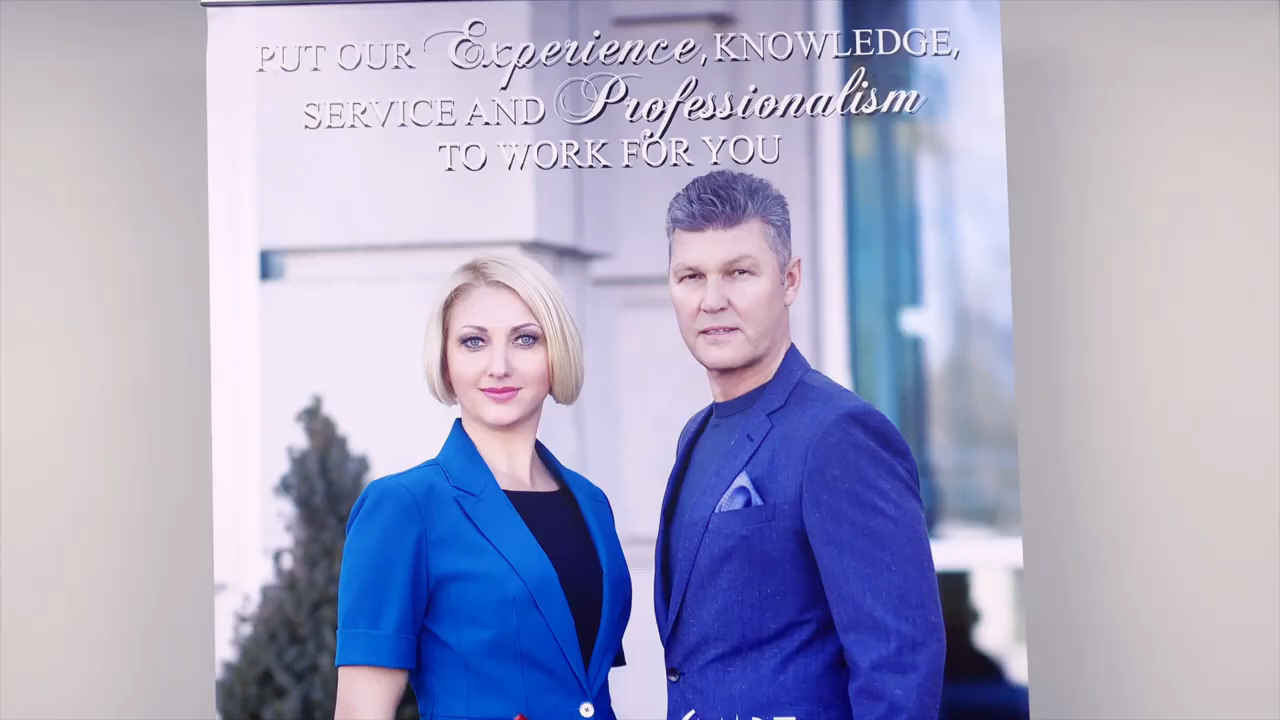 PUT OUR Experience, KNOWLEDGE,
SERVICE AND Professionalism
TO WORK FOR YOU